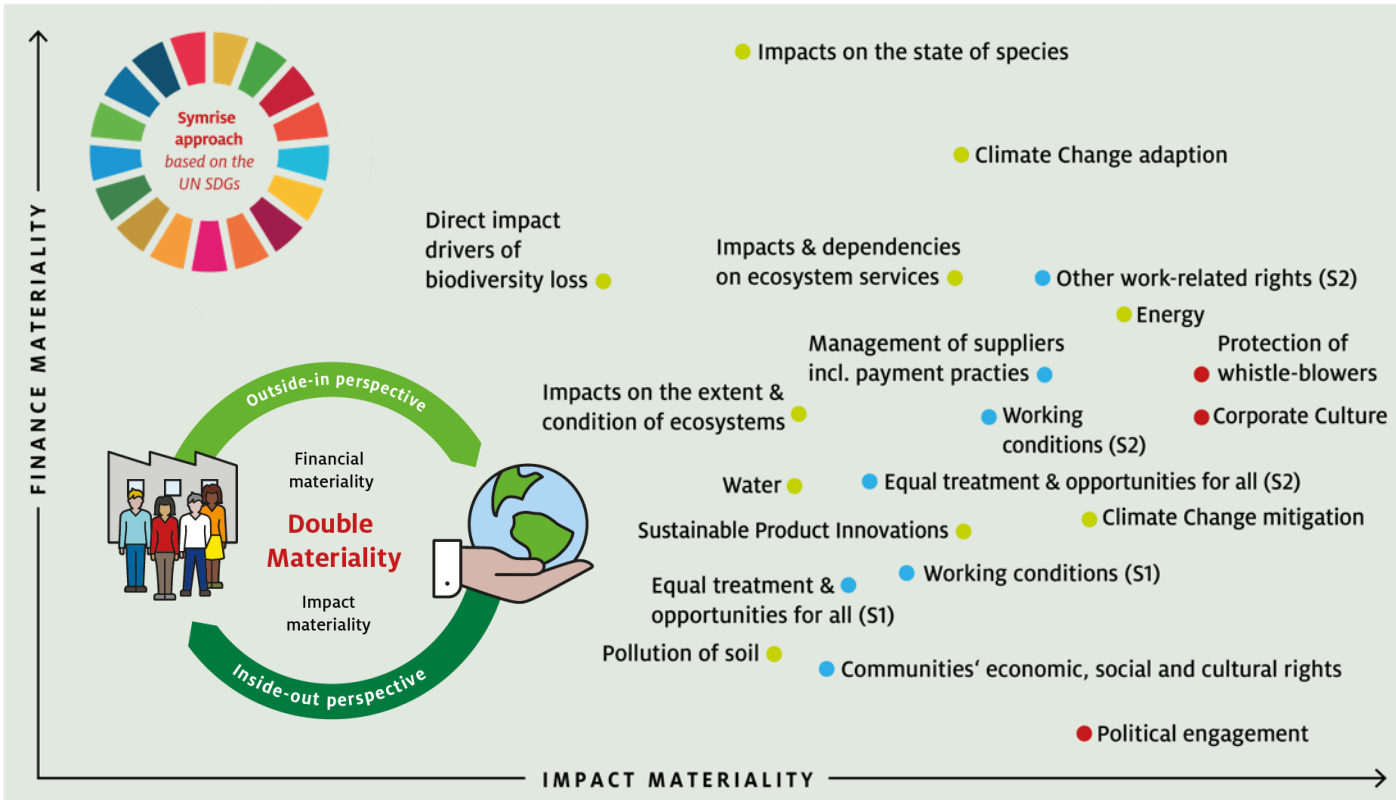 Impacts on the state of species
Symrise
approach
based on the
UN SDGs
Climate Change adaption
Direct impact
drivers of
biodiversity loss
Impacts & dependencies
on ecosystem services
Other work-related rights (S2)
Energy
Management of suppliers
incl. payment practies
Protection of
whistle-blowers
Impacts on the extent &
condition of ecosystems
Working
conditions (S2)
Corporate Culture
Water
Equal treatment & opportunities for all (S2)
Sustainable Product Innovations
Climate Change mitigation
Working conditions (S1)
Equal treatment &
opportunities for all (S1)
Pollution of soil
Communities‘ economic, social and cultural rights
Political engagement
Outside-in perspective
Financial
materiality
Double
Materiality
Impact
materiality
Inside-out perspective
FINANCE MATERIALITY
IMPACT MATERIALITY